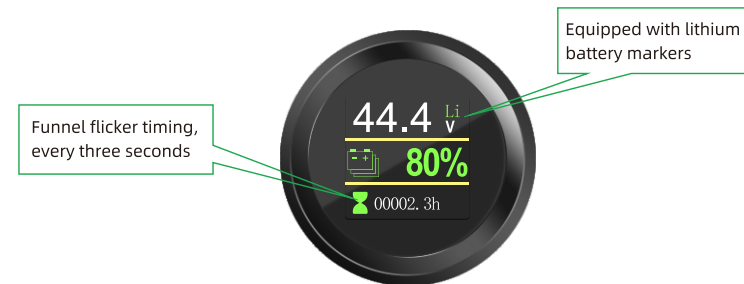 Equipped with lithium
battery markers
Funnel flicker timing,
every three seconds
44.4 Li V
- +
80%
00002.3h